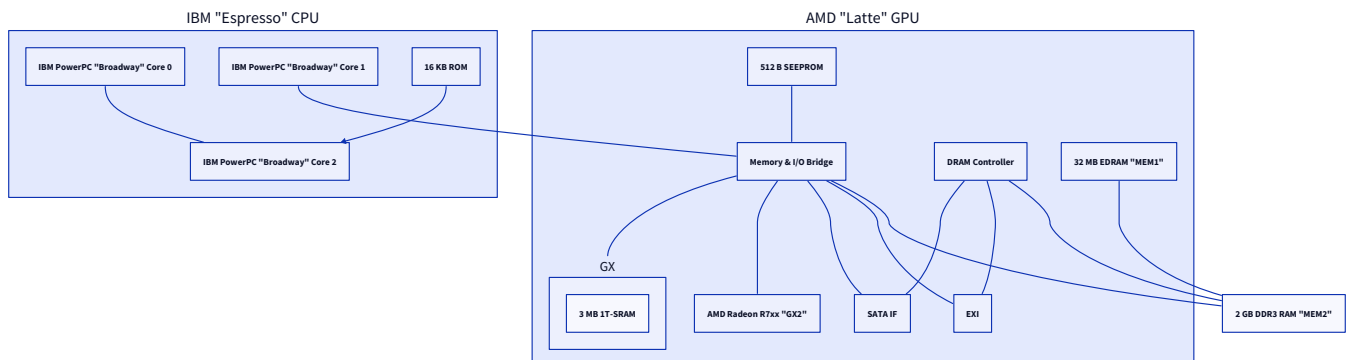 IBM "Espresso" CPU
AMD "Latte" GPU
IBM PowerPC "Broadway" Core 0
IBM PowerPC "Broadway" Core 1
16 KB ROM
512 B SEEPROM
IBM PowerPC "Broadway" Core 2
Memory & I/O Bridge
DRAM Controller
32 MB EDRAM "MEM1"
GX
3 MB 1T-SRAM
AMD Radeon R7xx "GX2"
SATA IF
EXI
2 GB DDR3 RAM "MEM2"